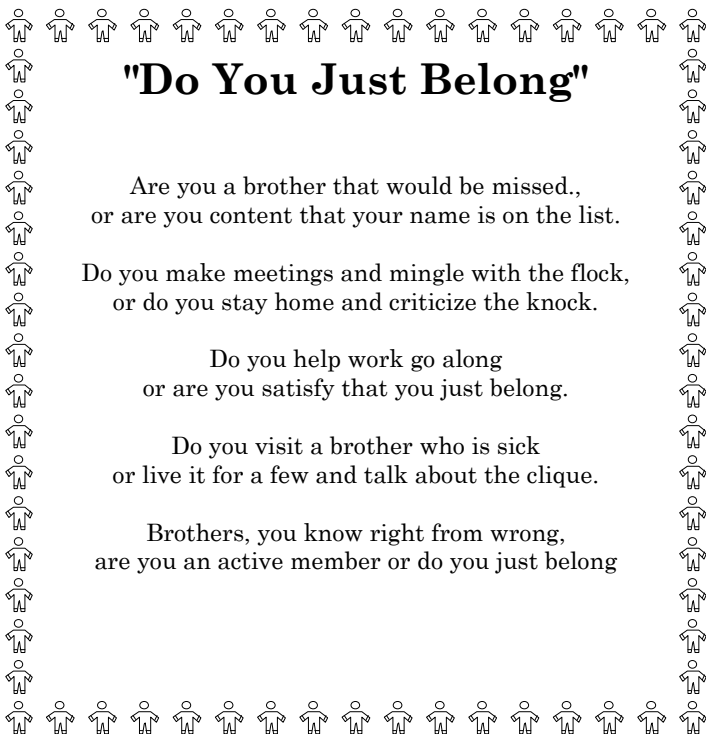 "Do You Just Belong"
Are you a brother that would be missed.,
or are you content that your name is on the list.
Do you make meetings and mingle with the flock,
or do you stay home and criticize the knock.
Do you help work go along
or are you satisfy that you just belong.
Do you visit a brother who is sick
or live it for a few and talk about the clique.
Brothers, you know right from wrong,
are you an active member or do you just belong